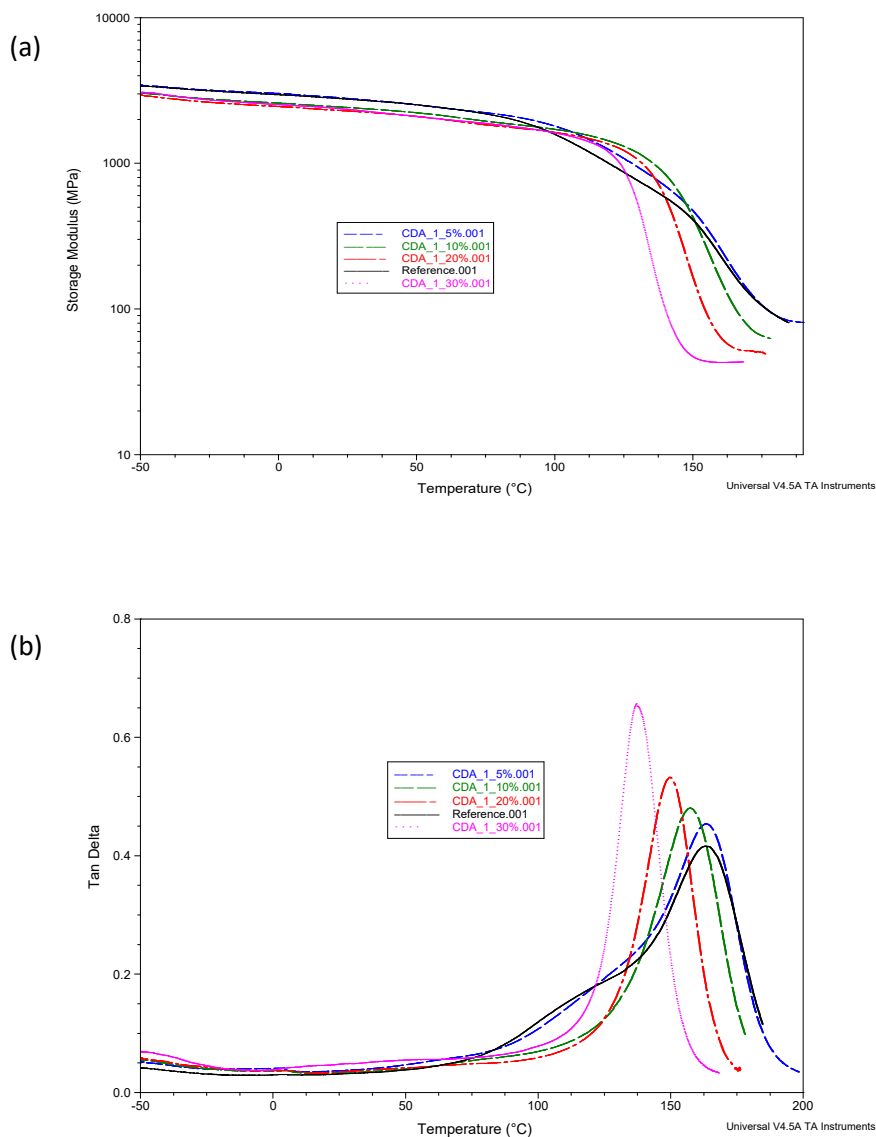 (a)
10000
1000
100
10
Storage Modulus (MPa)
CDA_1_5%.001
CDA_1_10%.001
CDA_1_20%.001
Reference.001
CDA_1_30%.001
-50 0 50 100 150
Temperature (°C)
Universal V4.5A TA Instruments
(b)
0.8
0.6
0.4
0.2
0.0
Tan Delta
CDA_1_5%.001
CDA_1_10%.001
CDA_1_20%.001
Reference.001
CDA_1_30%.001
-50 0 50 100 150 200
Temperature (°C)
Universal V4.5A TA Instruments